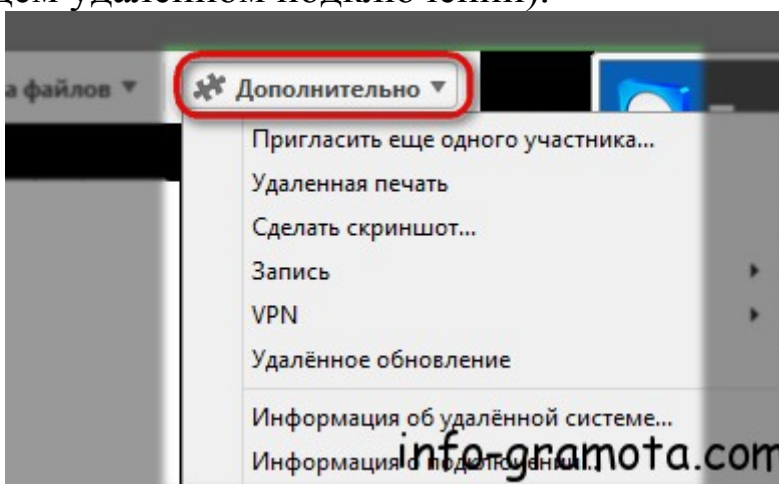 удаленном подключении).
а файлов Дополнительно
Пригласить еще одного участника...
Удаленная печать
Сделать скриншот...
Запись
VPN
Удалённое обновление
Информация об удалённой системе...
Информация о подключении...
info-gramota.com